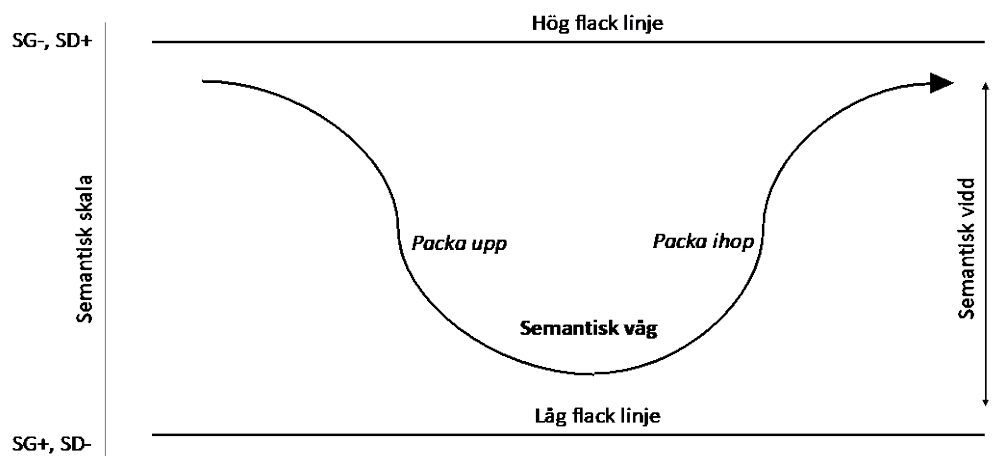 Hög flack linje
SG-, SD+
Semantisk skala
Packa upp
Packa ihop
Semantisk vidd
Semantisk våg
Låg flack linje
SG+, SD-